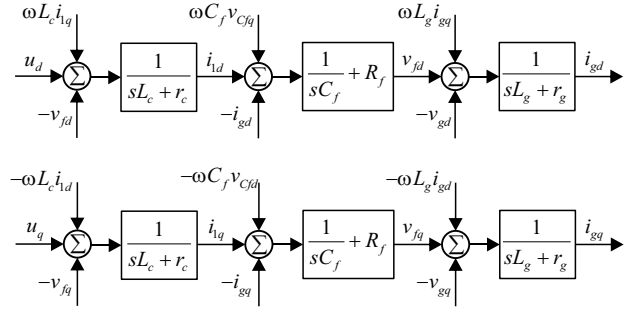 ωL_c i_{1q} ωC_f v_{Cfq} ωL_g i_{gq}
u_d Σ 1/(sL_c + r_c) i_{1d} Σ 1/(sC_f) + R_f v_{fd} Σ 1/(sL_g + r_g) i_{gd}
−v_{fd} −i_{gd} −v_{gd}
−ωL_c i_{1d} −ωC_f v_{Cfd} −ωL_g i_{gd}
u_q Σ 1/(sL_c + r_c) i_{1q} Σ 1/(sC_f) + R_f v_{fq} Σ 1/(sL_g + r_g) i_{gq}
−v_{fq} −i_{gq} −v_{gq}